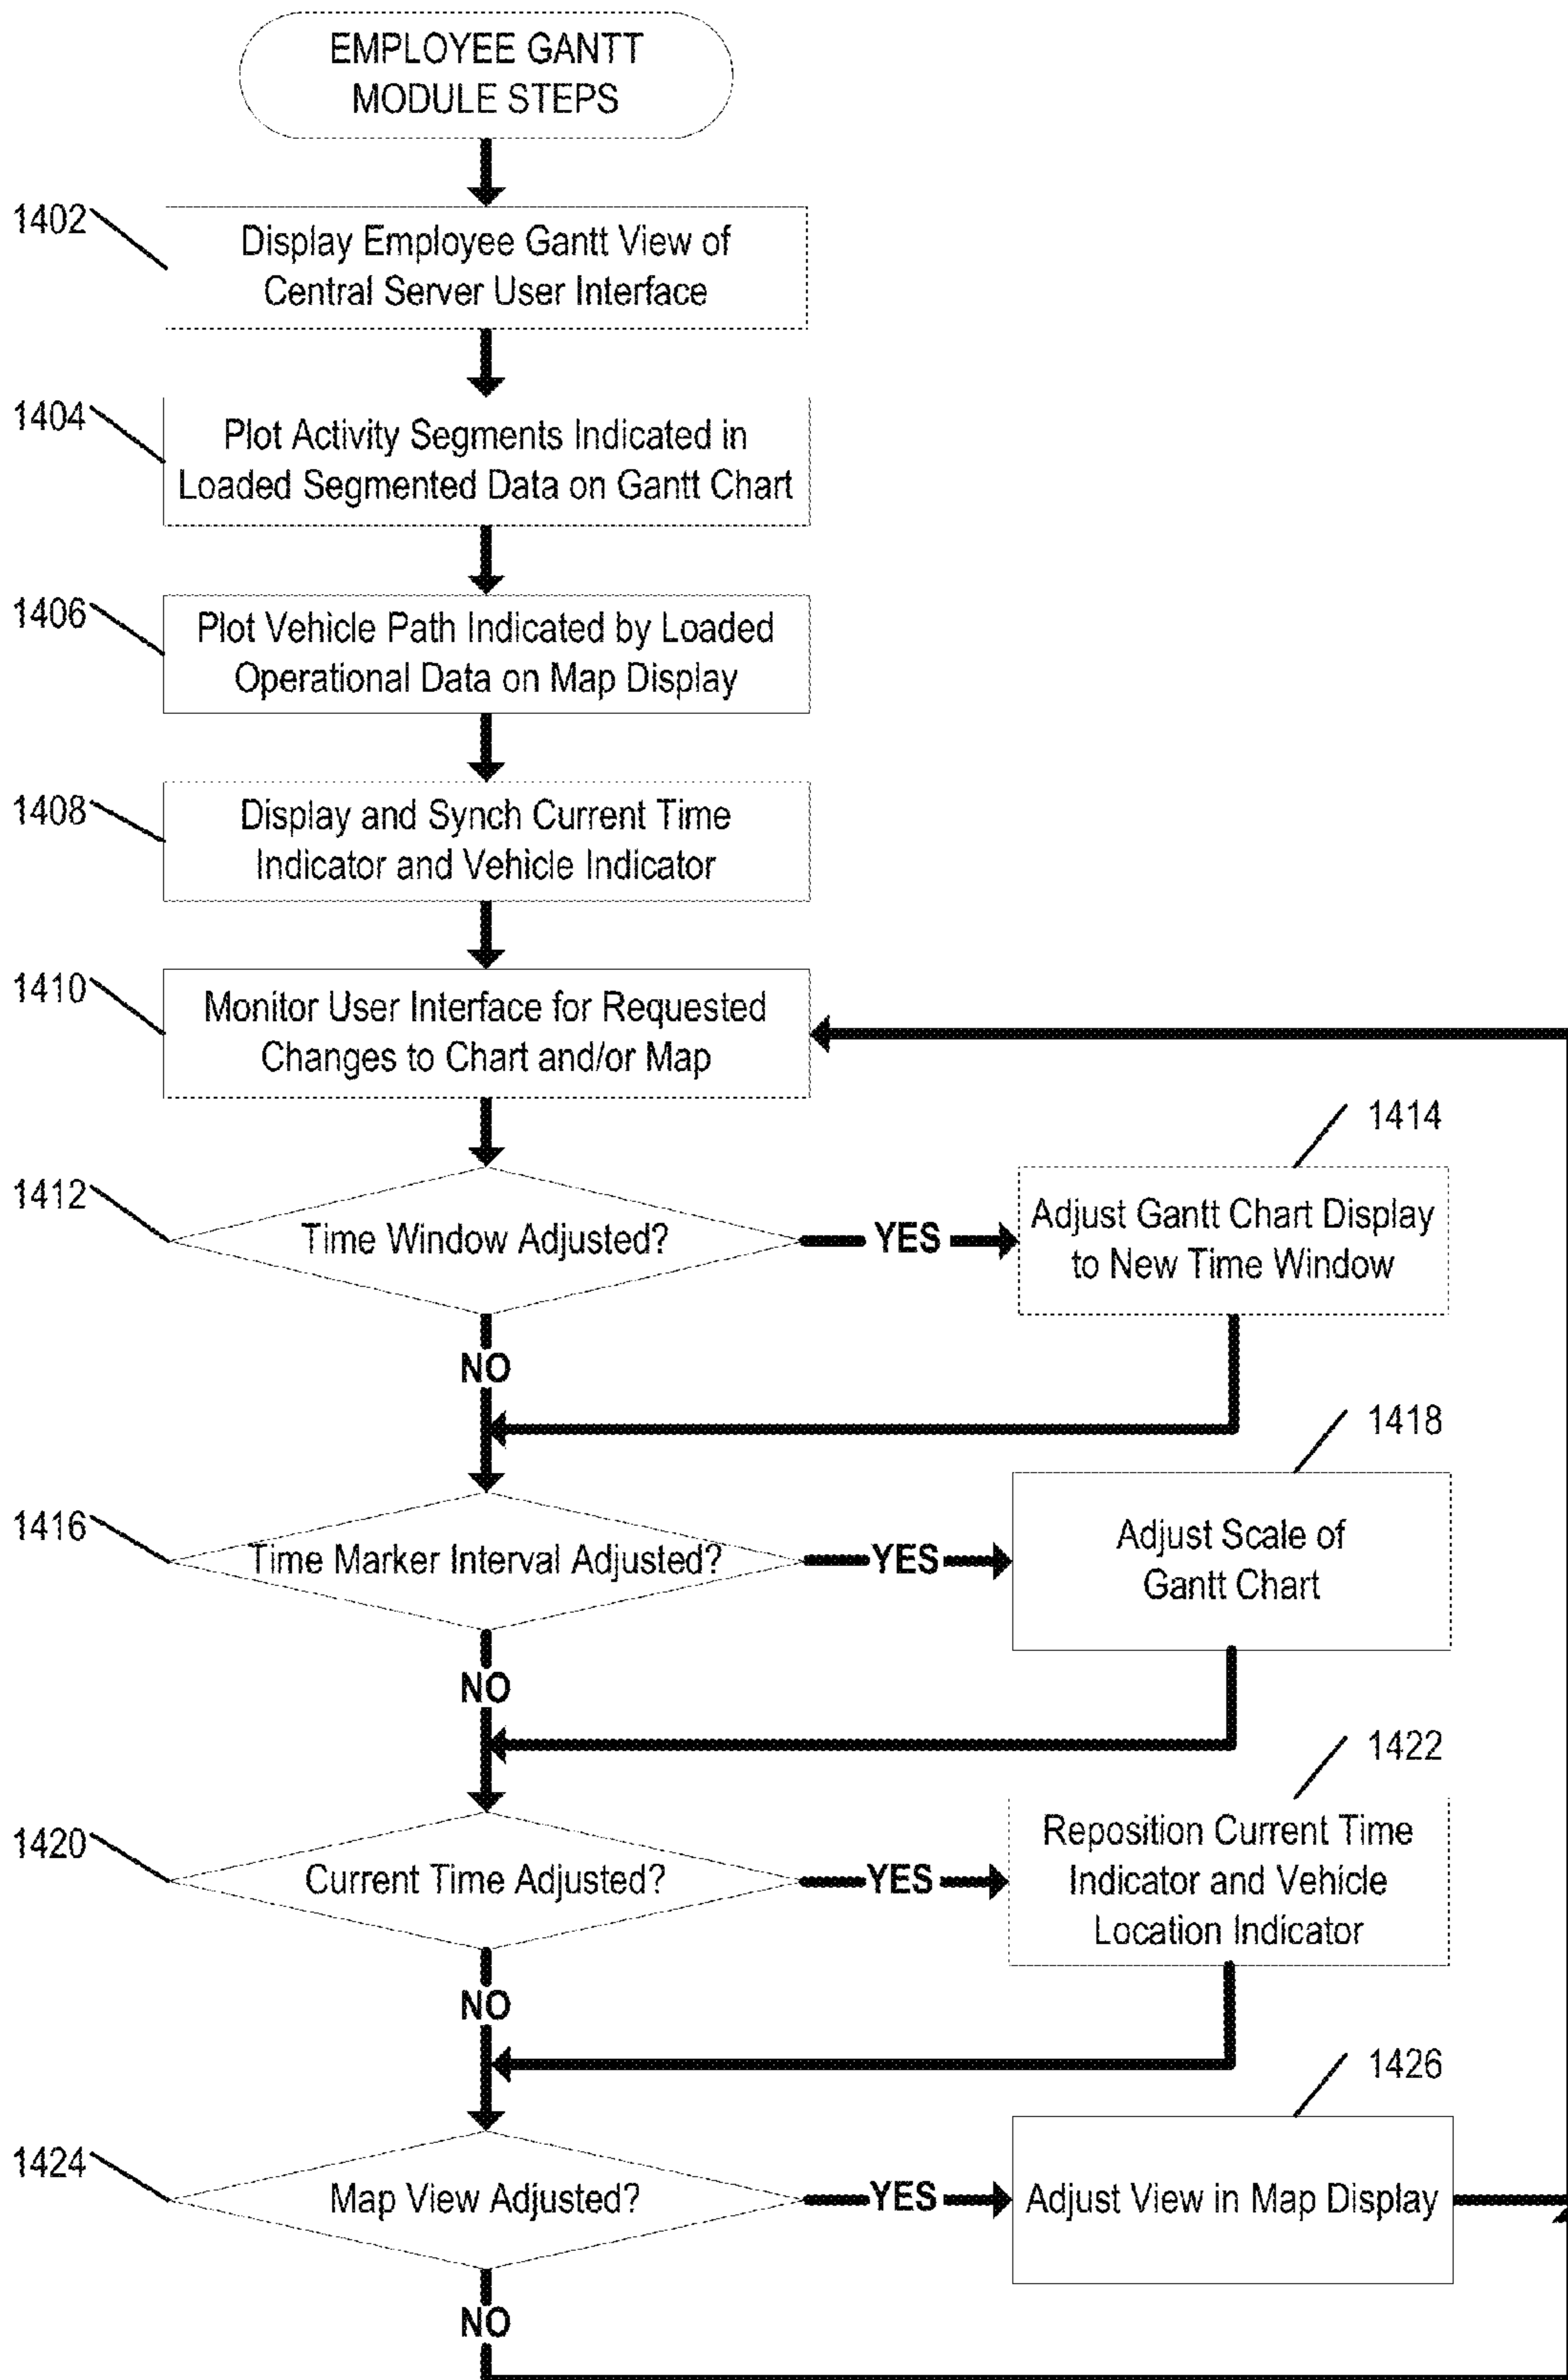 EMPLOYEE GANTT
MODULE STEPS
1402
Display Employee Gantt View of
Central Server User Interface
1404
Plot Activity Segments Indicated in
Loaded Segmented Data on Gantt Chart
1406
Plot Vehicle Path Indicated by Loaded
Operational Data on Map Display
1408
Display and Synch Current Time
Indicator and Vehicle Indicator
1410
Monitor User Interface for Requested
Changes to Chart and/or Map
1412
Time Window Adjusted?
YES
1414
Adjust Gantt Chart Display
to New Time Window
NO
1416
Time Marker Interval Adjusted?
YES
1418
Adjust Scale of
Gantt Chart
NO
1420
Current Time Adjusted?
YES
1422
Reposition Current Time
Indicator and Vehicle
Location Indicator
NO
1424
Map View Adjusted?
YES
1426
Adjust View in Map Display
NO